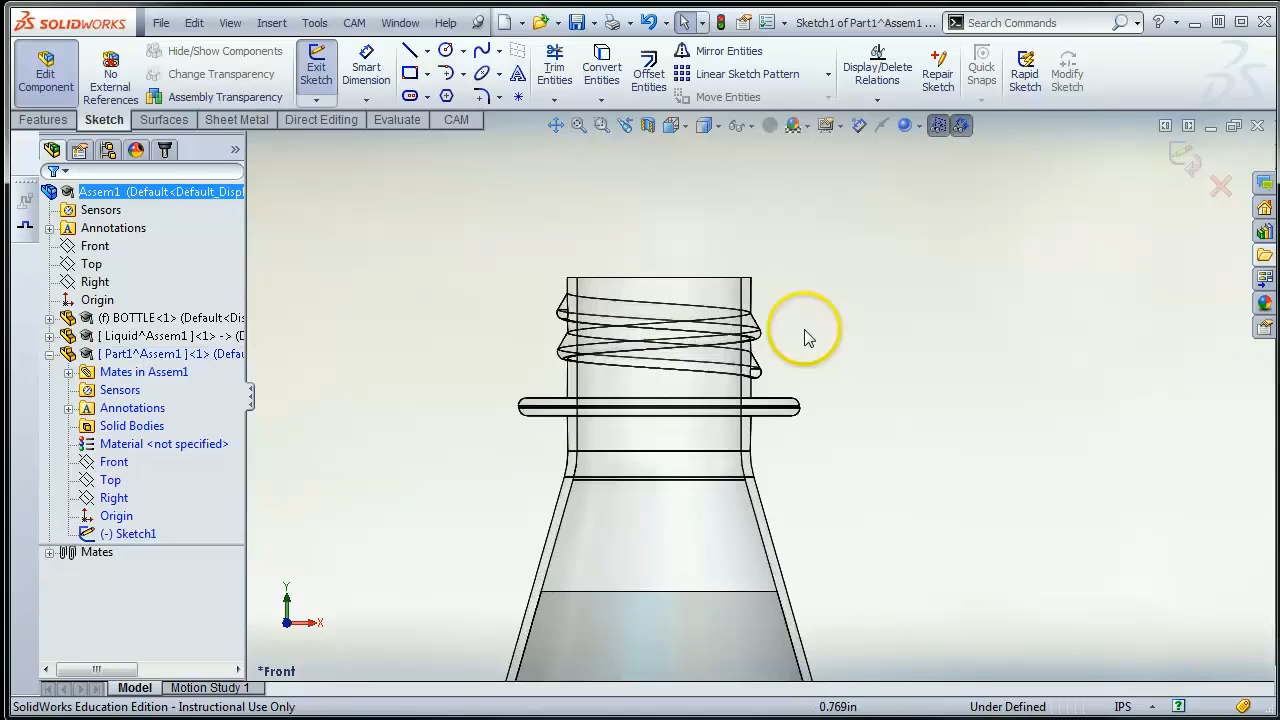 SOLIDWORKS File Edit View Insert Tools CAM Window Help Sketch1 of Part1^Assem1 ... Search Commands ?
Edit Component
No External References
Hide/Show Components
Change Transparency
Assembly Transparency
Exit Sketch
Smart Dimension
Trim Entities
Convert Entities
Offset Entities
Mirror Entities
Linear Sketch Pattern
Move Entities
Display/Delete Relations
Repair Sketch
Quick Snaps
Rapid Sketch
Modify Sketch
Features Sketch Surfaces Sheet Metal Direct Editing Evaluate CAM
Assem1 (Default<Default_Displ
Sensors
Annotations
Front
Top
Right
Origin
(f) BOTTLE<1> (Default<Dis
[ Liquid^Assem1 ]<1> -> (D
[ Part1^Assem1 ]<1> (Defau
Mates in Assem1
Sensors
Annotations
Solid Bodies
Material <not specified>
Front
Top
Right
Origin
(-) Sketch1
Mates
Y
X
*Front
Model Motion Study 1
SolidWorks Education Edition - Instructional Use Only 0.769in Under Defined IPS ?